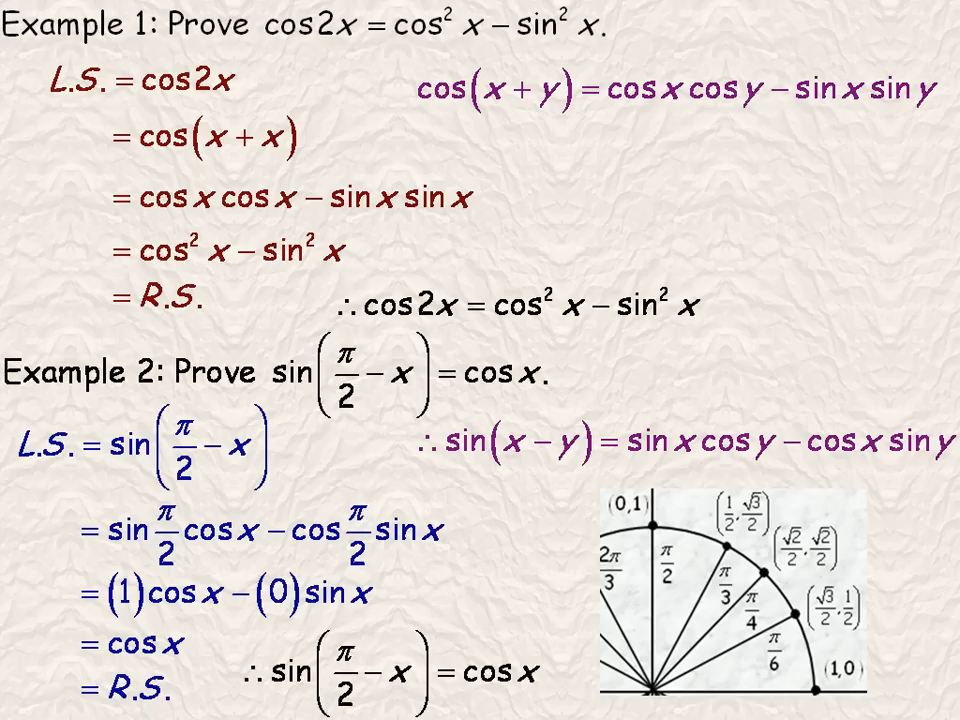 Example 1: Prove cos2x = cos² x − sin² x.
L.S. = cos2x
cos(x + y) = cos x cos y − sin x sin y
= cos(x + x)
= cos x cos x − sin x sin x
= cos² x − sin² x
= R.S.
∴ cos2x = cos² x − sin² x
Example 2: Prove sin(π/2 − x) = cos x.
L.S. = sin(π/2 − x)
∴ sin(x − y) = sin x cos y − cos x sin y
= sin π/2 cos x − cos π/2 sin x
= (1)cos x − (0)sin x
= cos x
= R.S.
∴ sin(π/2 − x) = cos x
(0,1)
(1/2, √3/2)
(√2/2, √2/2)
(√3/2, 1/2)
(1,0)
2π/3
π/2
π/3
π/4
π/6